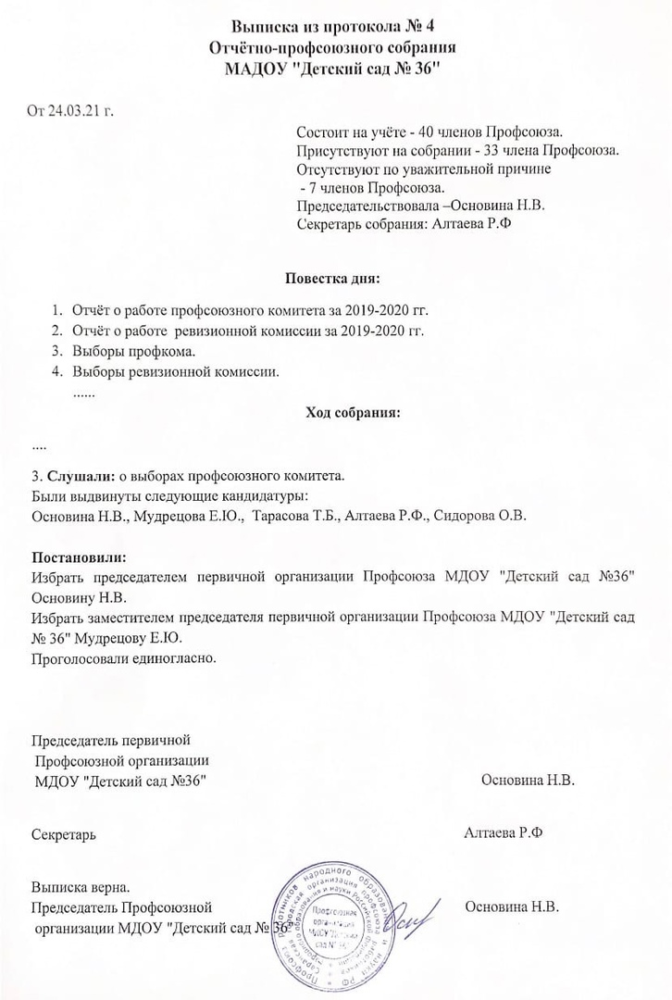 Выписка из протокола № 4
Отчётно-профсоюзного собрания
МАДОУ "Детский сад № 36"
От 24.03.21 г.
Состоит на учёте - 40 членов Профсоюза.
Присутствуют на собрании - 33 члена Профсоюза.
Отсутствуют по уважительной причине
- 7 членов Профсоюза.
Председательствовала –Основина Н.В.
Секретарь собрания: Алтаева Р.Ф
Повестка дня:
1. Отчёт о работе профсоюзного комитета за 2019-2020 гг.
2. Отчёт о работе ревизионной комиссии за 2019-2020 гг.
3. Выборы профкома.
4. Выборы ревизионной комиссии.
......
Ход собрания:
....
3. Слушали: о выборах профсоюзного комитета.
Были выдвинуты следующие кандидатуры:
Основина Н.В., Мудрецова Е.Ю., Тарасова Т.Б., Алтаева Р.Ф., Сидорова О.В.
Постановили:
Избрать председателем первичной организации Профсоюза МДОУ "Детский сад №36"
Основину Н.В.
Избрать заместителем председателя первичной организации Профсоюза МДОУ "Детский сад
№ 36" Мудрецову Е.Ю.
Проголосовали единогласно.
Председатель первичной
Профсоюзной организации
МДОУ "Детский сад №36" Основина Н.В.
Секретарь Алтаева Р.Ф
Выписка верна.
Председатель Профсоюзной Основина Н.В.
организации МДОУ "Детский сад № 36"
Профсоюз работников народного образования и науки РФ
Профсоюзная
организация
МДОУ "Детский
сад № 36"